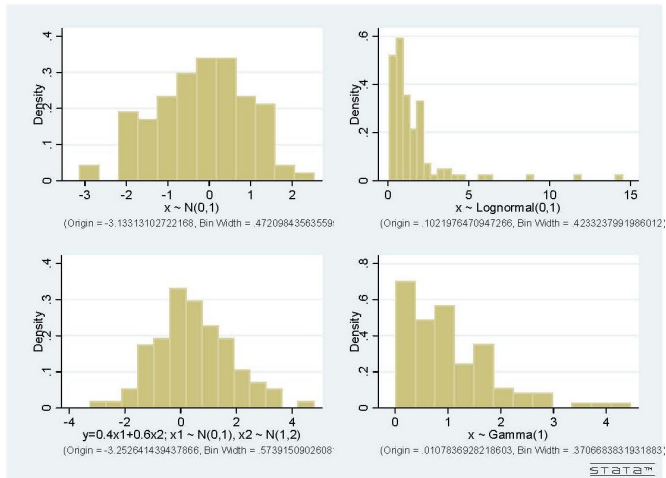 Density
.4
.3
.2
.1
0
-3 -2 -1 0 1 2
x ~ N(0,1)
(Origin = -3.13313102722168, Bin Width = .4720984356355
Density
.6
.4
.2
0
0 5 10 15
x ~ Lognormal(0,1)
(Origin = .1021976470947266, Bin Width = .4233237991986012)
Density
.4
.3
.2
.1
0
-4 -2 0 2 4
y=0.4x1+0.6x2; x1 ~ N(0,1), x2 ~ N(1,2)
(Origin = -3.252641439437866, Bin Width = .573915090260
Density
.8
.6
.4
.2
0
0 1 2 3 4
x ~ Gamma(1)
(Origin = .0107836928218603, Bin Width = .3706683831931883)
STATA™